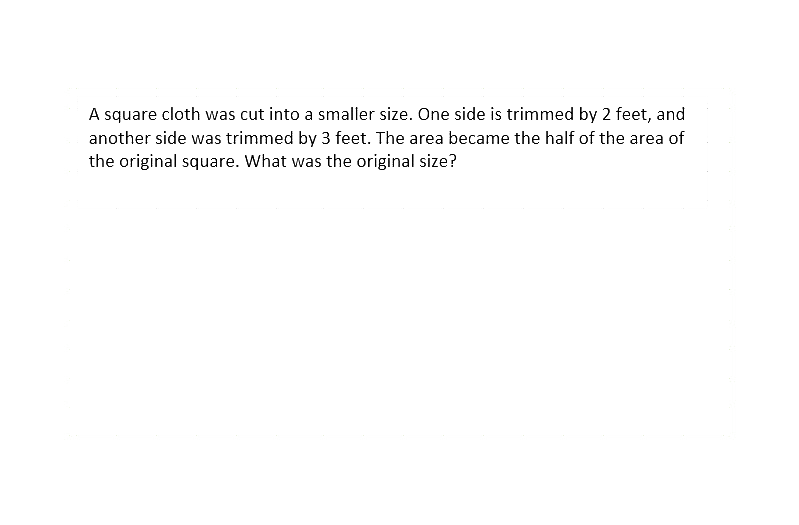 A square cloth was cut into a smaller size. One side is trimmed by 2 feet, and
another side was trimmed by 3 feet. The area became the half of the area of
the original square. What was the original size?